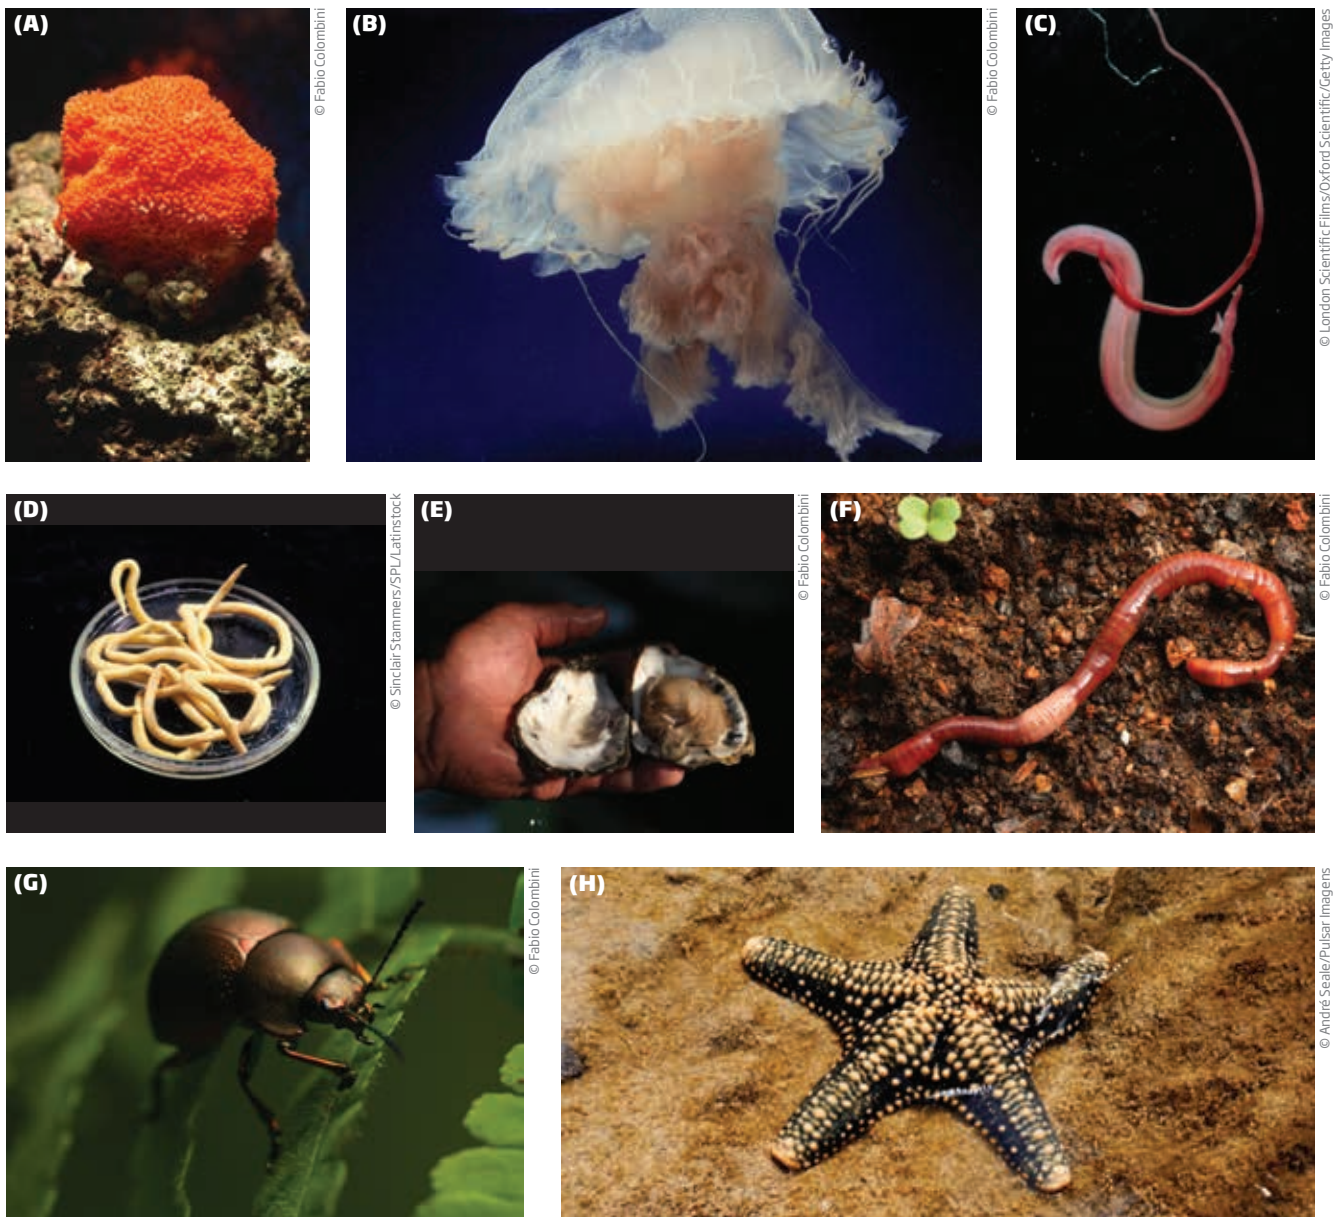 (A)
© Fabio Colombini
(B)
© Fabio Colombini
(C)
© London Scientific Films/Oxford Scientific/Getty Images
(D)
© Sinclair Stammers/SPL/Latinstock
(E)
© Fabio Colombini
(F)
© Fabio Colombini
(G)
© Fabio Colombini
(H)
© André Seale/Pulsar Imagens